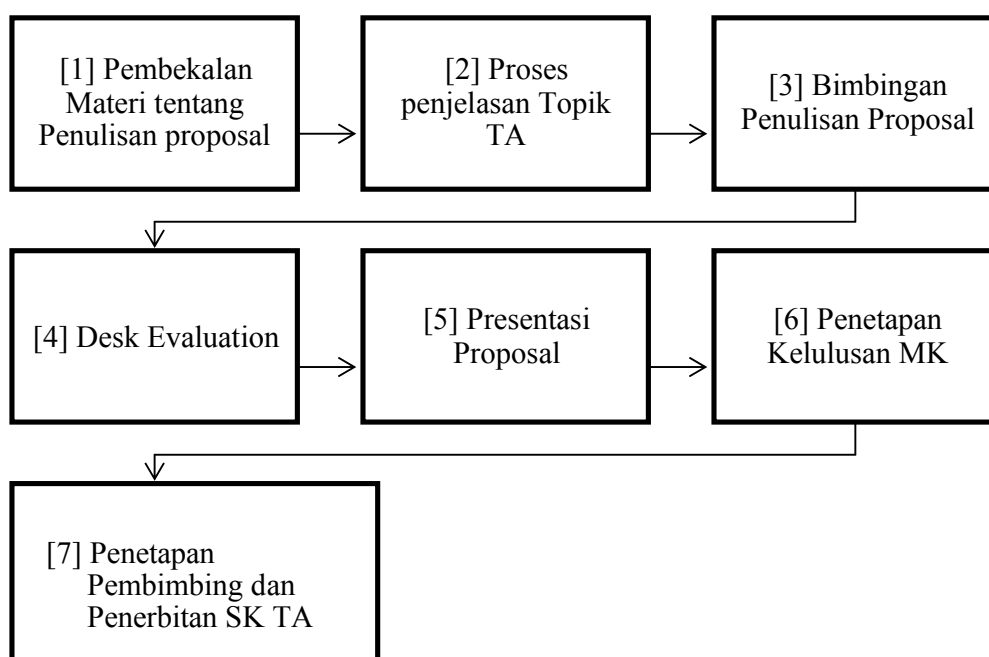 [1] Pembekalan
Materi tentang
Penulisan proposal
[2] Proses
penjelasan Topik
TA
[3] Bimbingan
Penulisan Proposal
[4] Desk Evaluation
[5] Presentasi
Proposal
[6] Penetapan
Kelulusan MK
[7] Penetapan
Pembimbing dan
Penerbitan SK TA